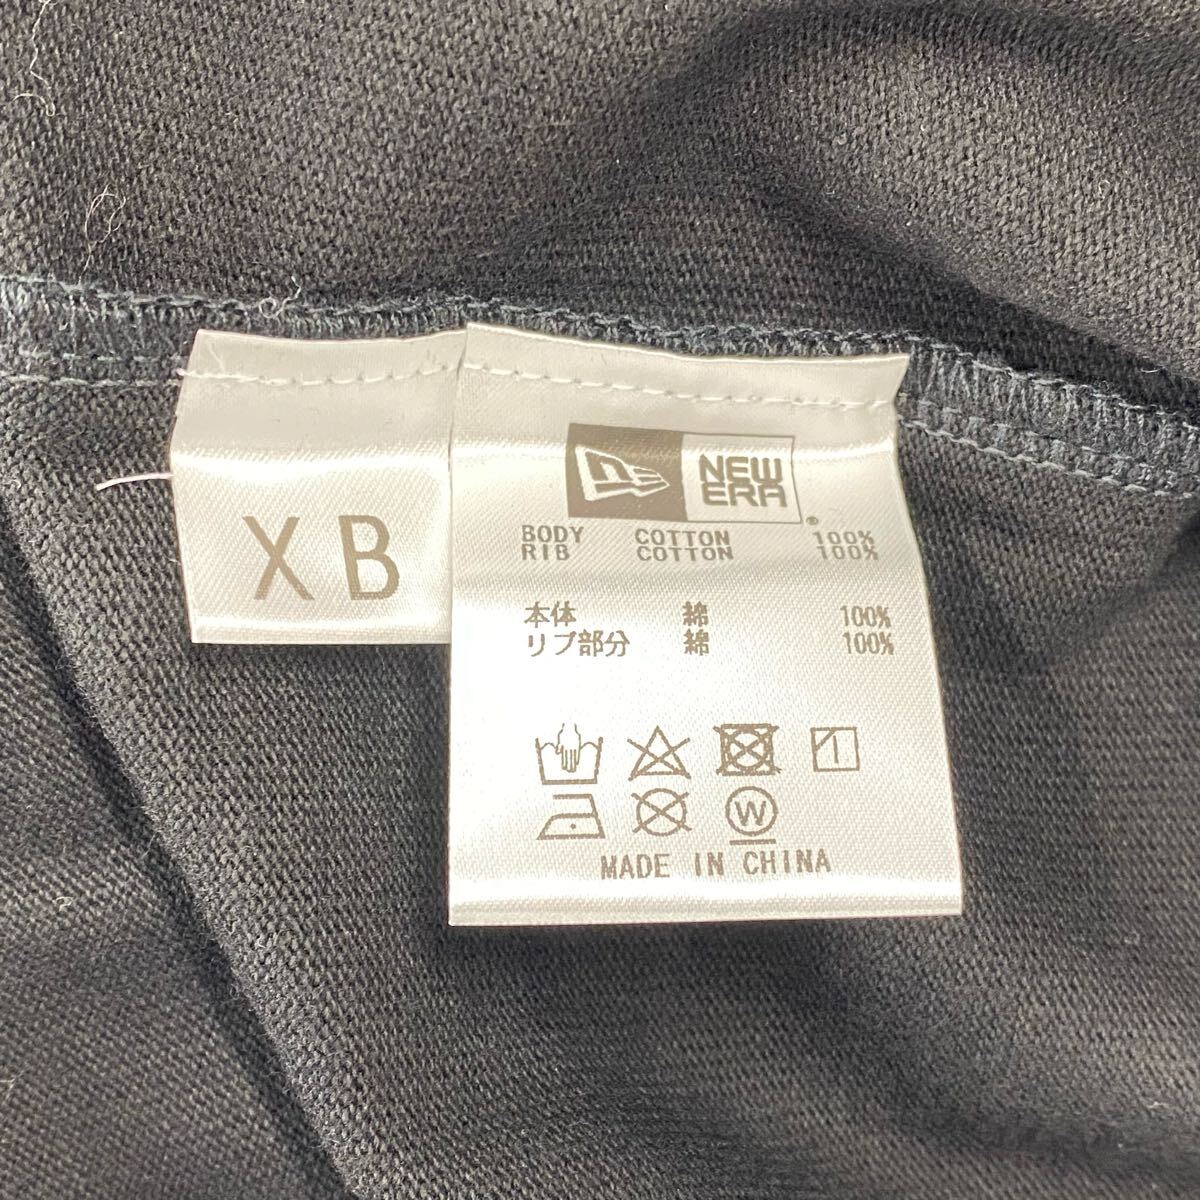 XB
NEW
ERA
BODY COTTON 100%
RIB COTTON 100%
本体 綿 100%
リブ部分 綿 100%
W
MADE IN CHINA